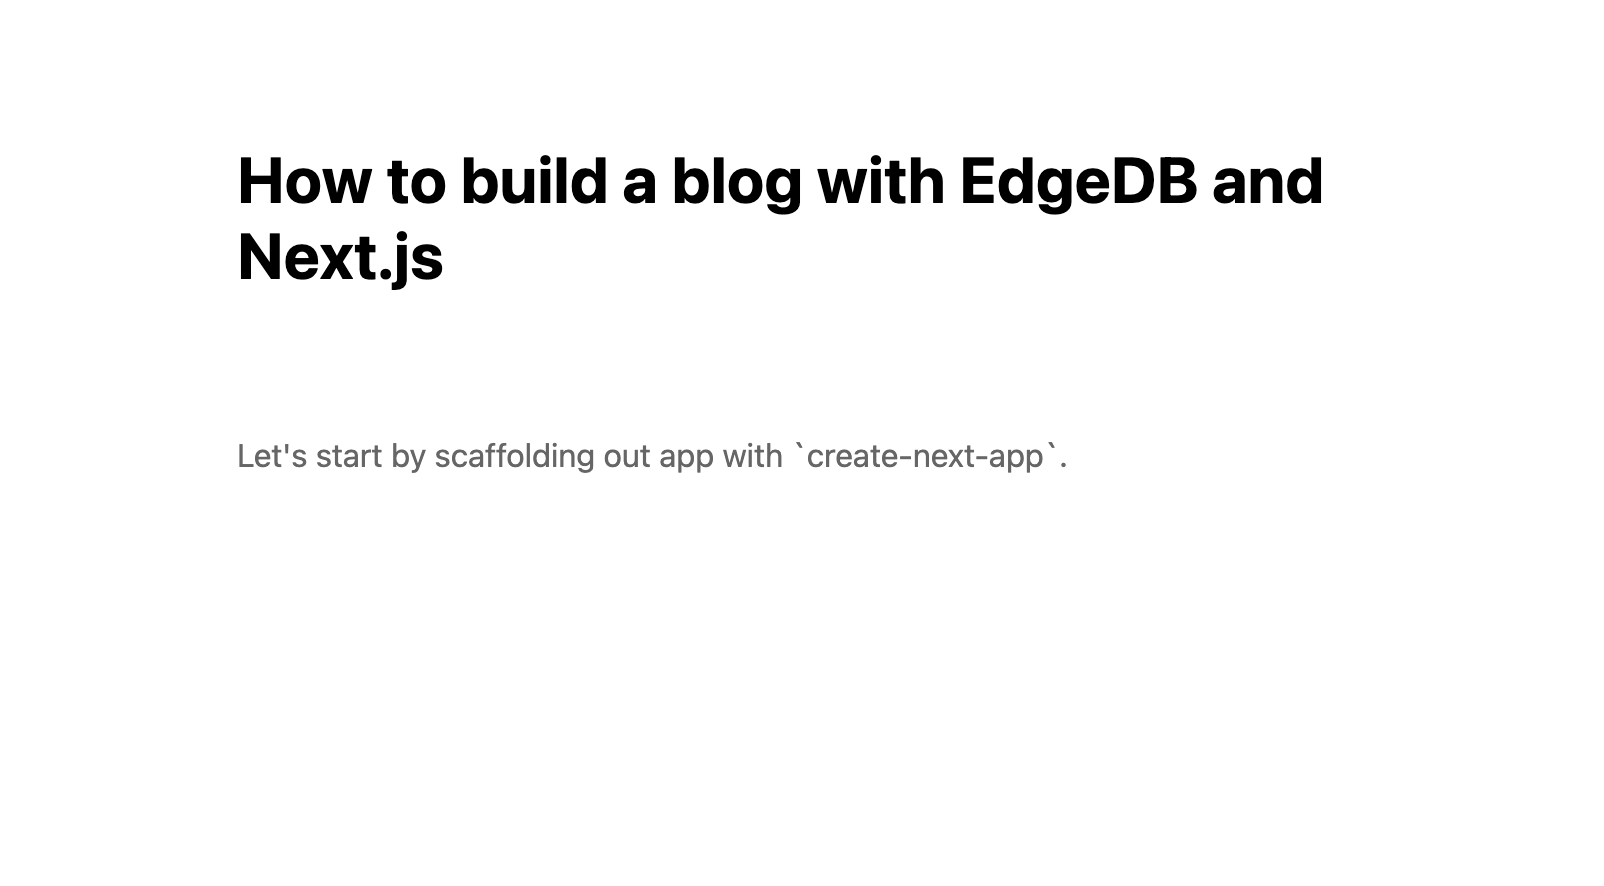 How to build a blog with EdgeDB and
Next.js
Let's start by scaffolding out app with `create-next-app`.